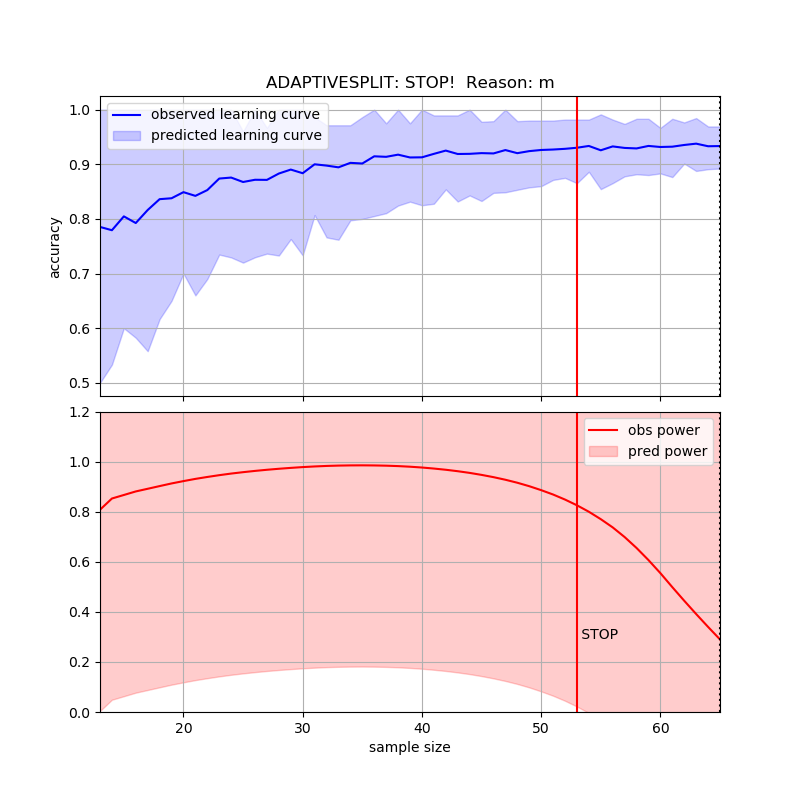 ADAPTIVESPLIT: STOP!  Reason: m
1.0
0.9
0.8
0.7
0.6
0.5
accuracy
observed learning curve
predicted learning curve
1.2
1.0
0.8
0.6
0.4
0.2
0.0
obs power
pred power
STOP
20
30
40
50
60
sample size